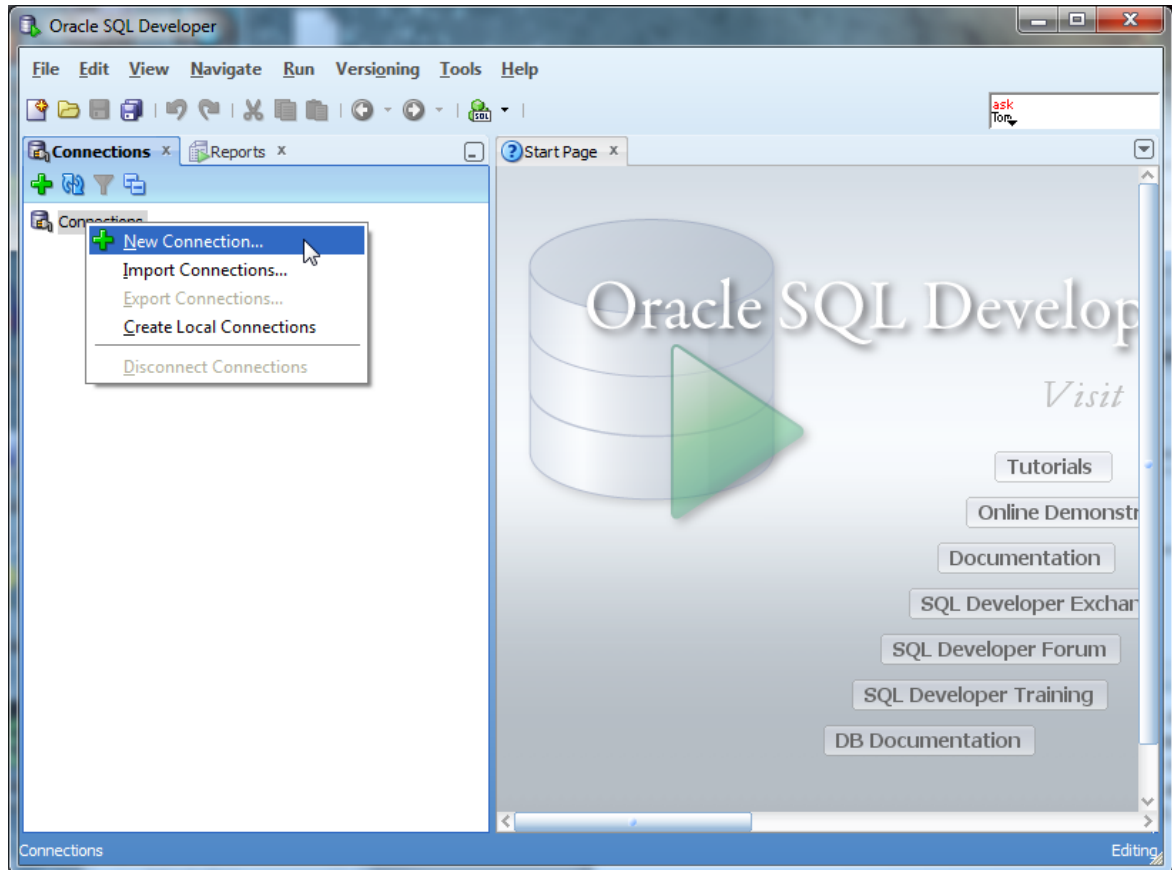 Oracle SQL Developer
File Edit View Navigate Run Versioning Tools Help
SQL
ask
Tom
Connections x Reports x
? Start Page x
Connections
New Connection...
Import Connections...
Export Connections...
Create Local Connections
Disconnect Connections
Oracle SQL Develop
Visit
Tutorials
Online Demonstr
Documentation
SQL Developer Exchan
SQL Developer Forum
SQL Developer Training
DB Documentation
Connections Editing